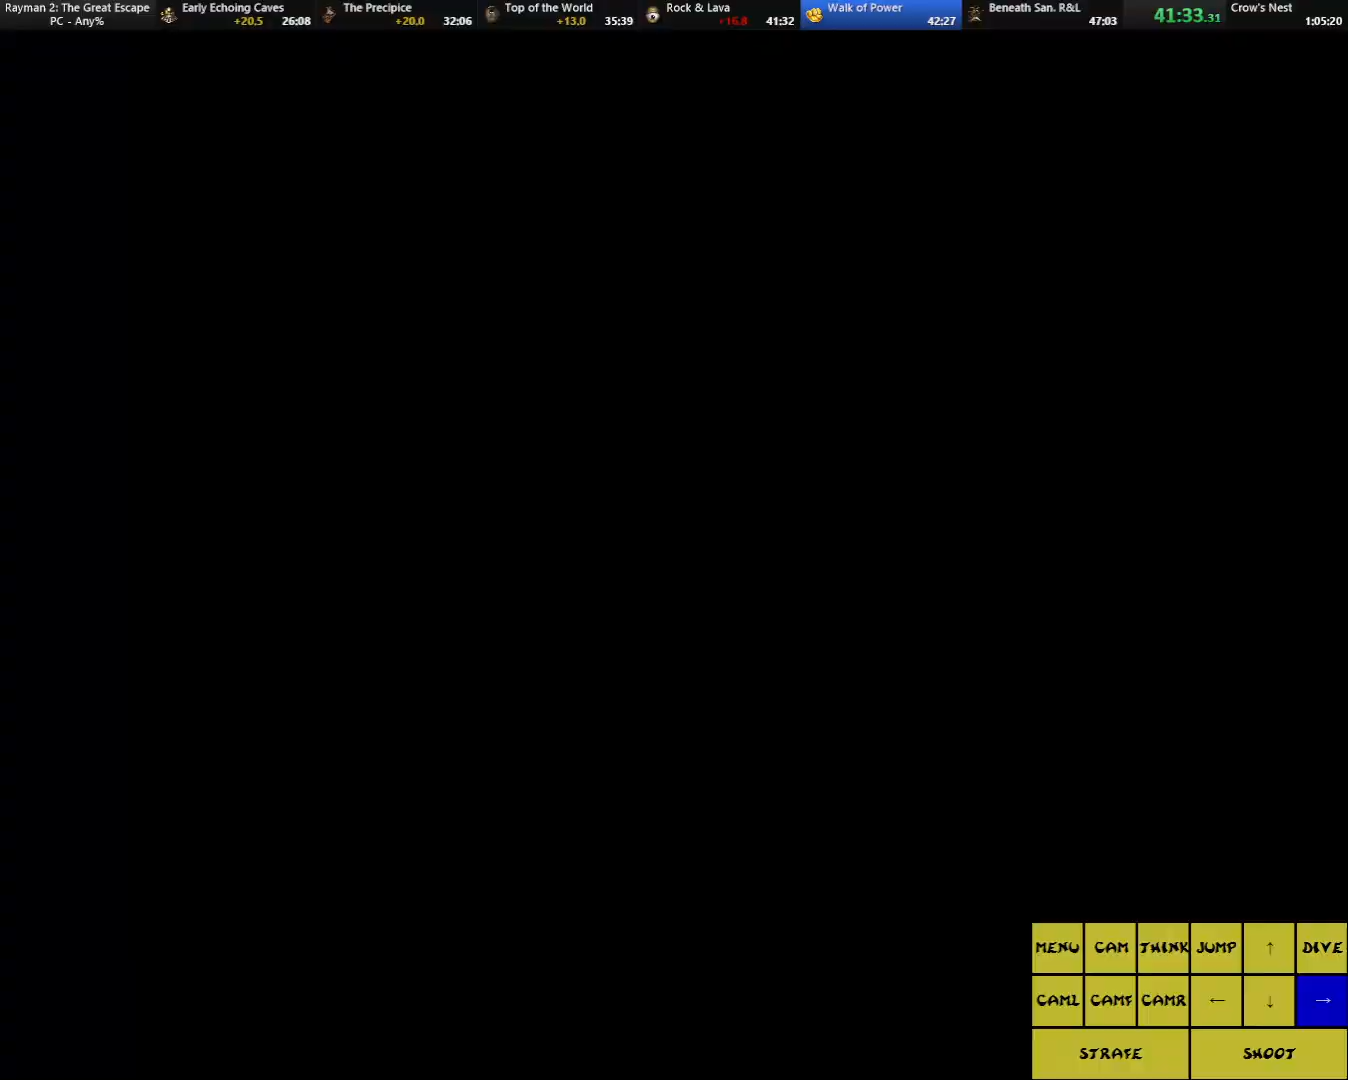 Rayman 2: The Great Escape
PC - Any%
Early Echoing Caves
+20,5 26:08
The Precipice
+20,0 32:06
Top of the World
+13,0 35:39
Rock & Lava
+16,8 41:32
Walk of Power
42:27
Beneath San. R&L
47:03
41:33.31
Crow's Nest
1:05:20
MENU CAM THINK JUMP ↑ DIVE
CAML CAMF CAMR ← ↓ →
STRAFE SHOOT